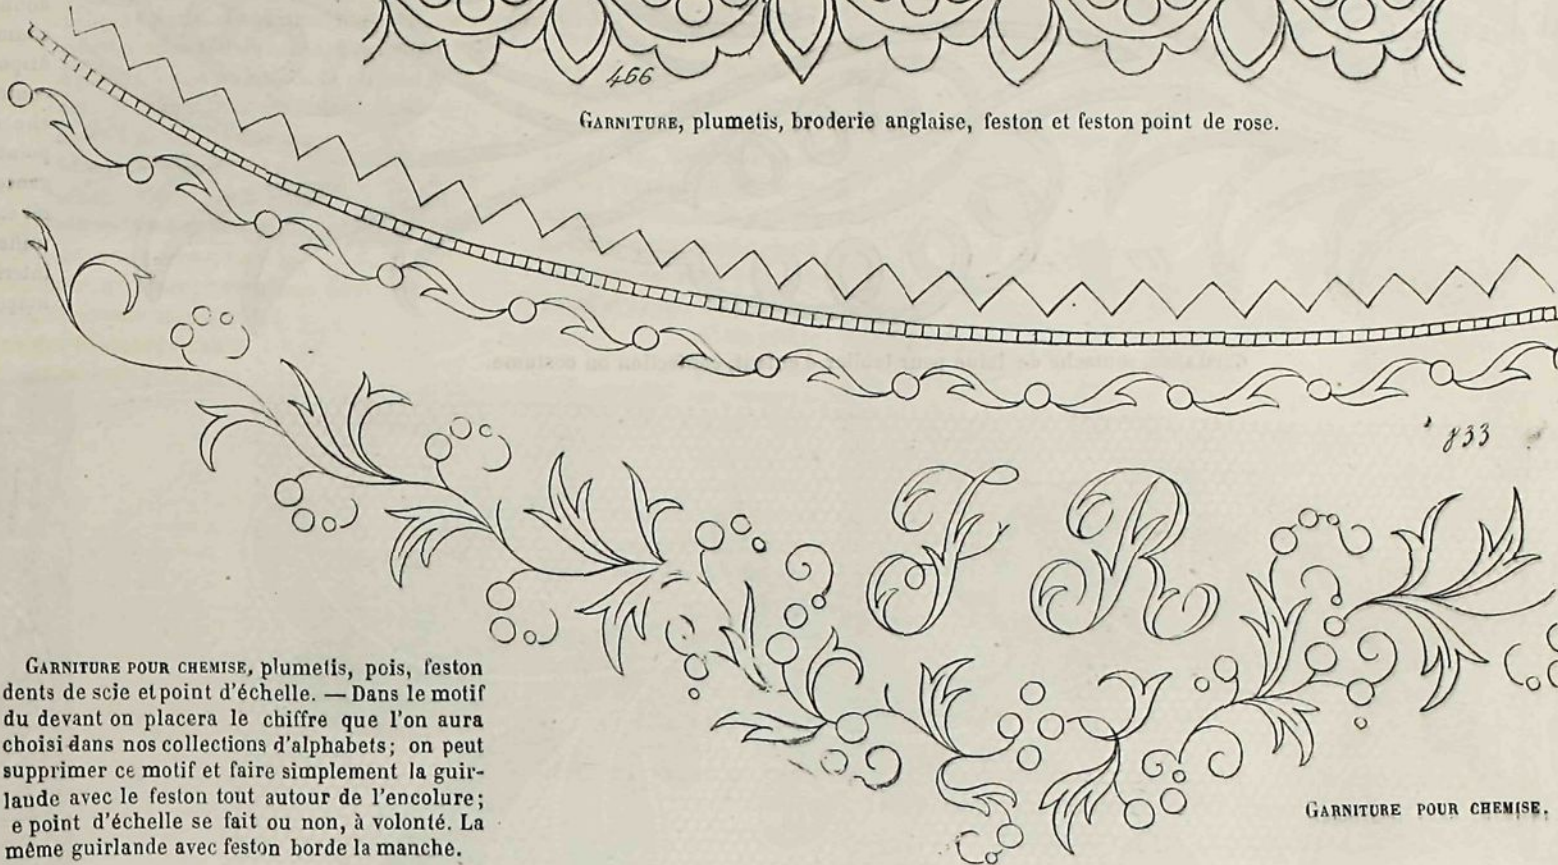 466
GARNITURE, plumetis, broderie anglaise, feston et feston point de rose.
833
J R
GARNITURE POUR CHEMISE, plumetis, pois, feston
dents de scie et point d'échelle. — Dans le motif
du devant on placera le chiffre que l'on aura
choisi dans nos collections d'alphabets; on peut
supprimer ce motif et faire simplement la guir-
laude avec le feston tout autour de l'encolure;
e point d'échelle se fait ou non, à volonté. La
même guirlande avec feston borde la manche.
GARNITURE POUR CHEMISE.